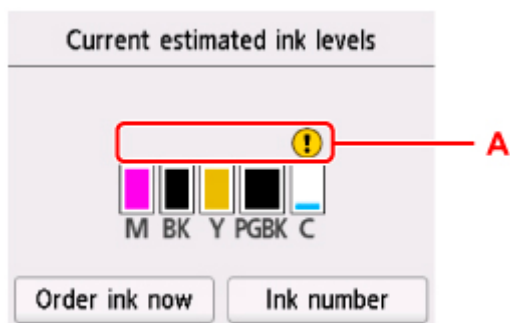 Current estimated ink levels
A
M BK Y PGBK C
Order ink now Ink number